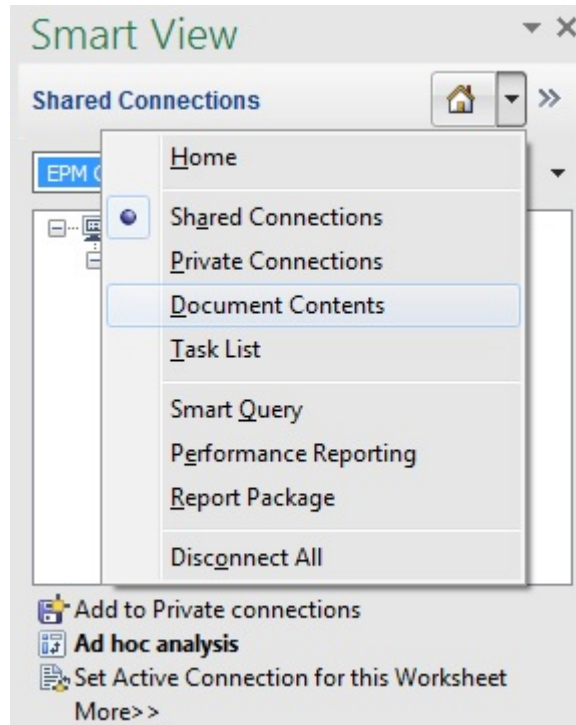 Smart View
Shared Connections
EPM
Home
Shared Connections
Private Connections
Document Contents
Task List
Smart Query
Performance Reporting
Report Package
Disconnect All
Add to Private connections
Ad hoc analysis
Set Active Connection for this Worksheet
More>>